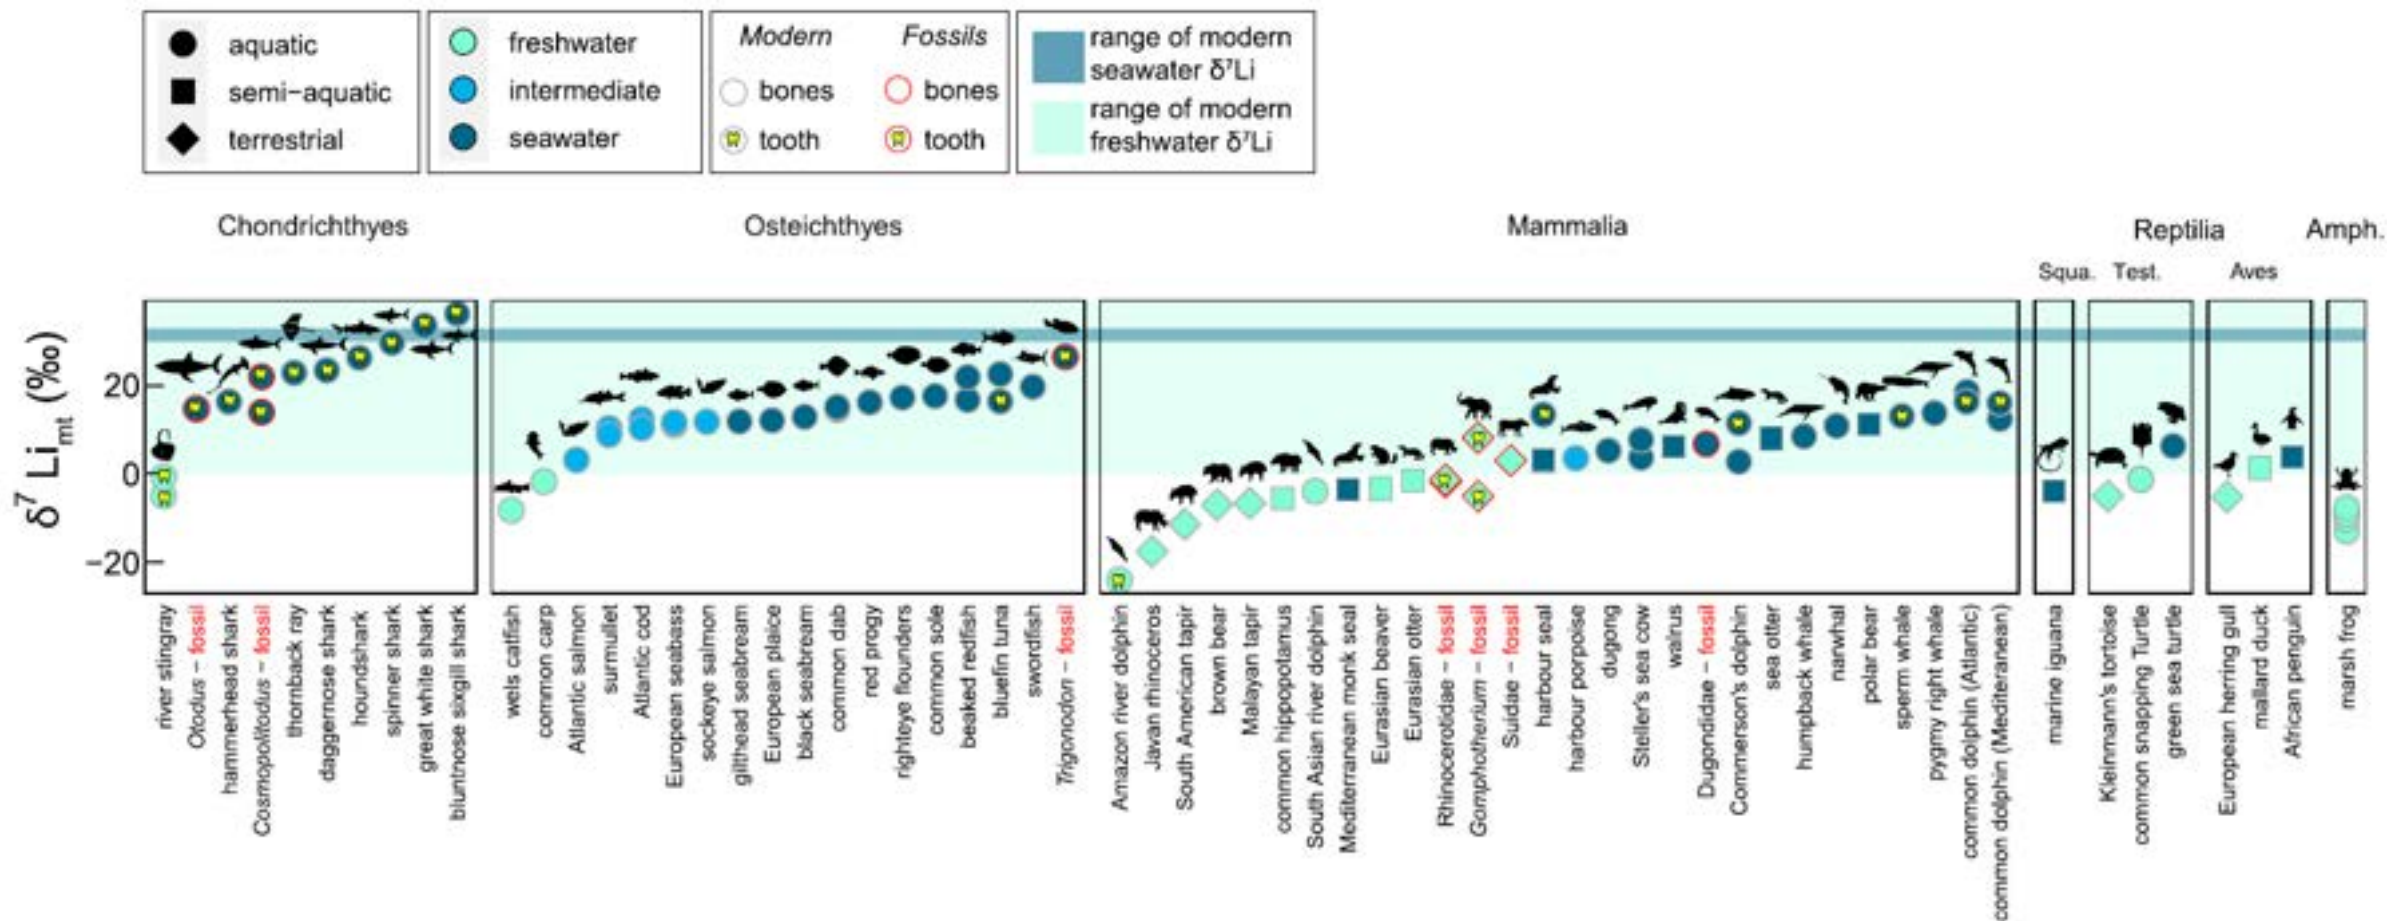 aquatic
semi-aquatic
terrestrial
freshwater
intermediate
seawater
Modern
bones
tooth
Fossils
bones
tooth
range of modern
seawater δ⁷Li
range of modern
freshwater δ⁷Li
Chondrichthyes
Osteichthyes
Mammalia
Reptilia
Amph.
Squa.
Test.
Aves
δ⁷ Li mt (‰)
20
0
−20
river stingray
Otodus – fossil
hammerhead shark
Cosmopolitodus – fossil
thornback ray
daggernose shark
houndshark
spinner shark
great white shark
bluntnose sixgill shark
wels catfish
common carp
Atlantic salmon
surmullet
Atlantic cod
European seabass
sockeye salmon
gilthead seabream
European plaice
black seabream
common dab
red progy
righteye flounders
common sole
beaked redfish
bluefin tuna
swordfish
Trigonodon – fossil
Amazon river dolphin
Javan rhinoceros
South American tapir
brown bear
Malayan tapir
common hippopotamus
South Asian river dolphin
Mediterranean monk seal
Eurasian beaver
Eurasian otter
Rhinocerotidae – fossil
Gomphotherium – fossil
Suidae – fossil
harbour seal
harbour porpoise
dugong
Steller's sea cow
walrus
Dugondidae – fossil
Commerson's dolphin
sea otter
humpback whale
narwhal
polar bear
sperm whale
pygmy right whale
common dolphin (Atlantic)
common dolphin (Mediteranean)
marine iguana
Kleinmann's tortoise
common snapping Turtle
green sea turtle
European herring gull
mallard duck
African penguin
marsh frog